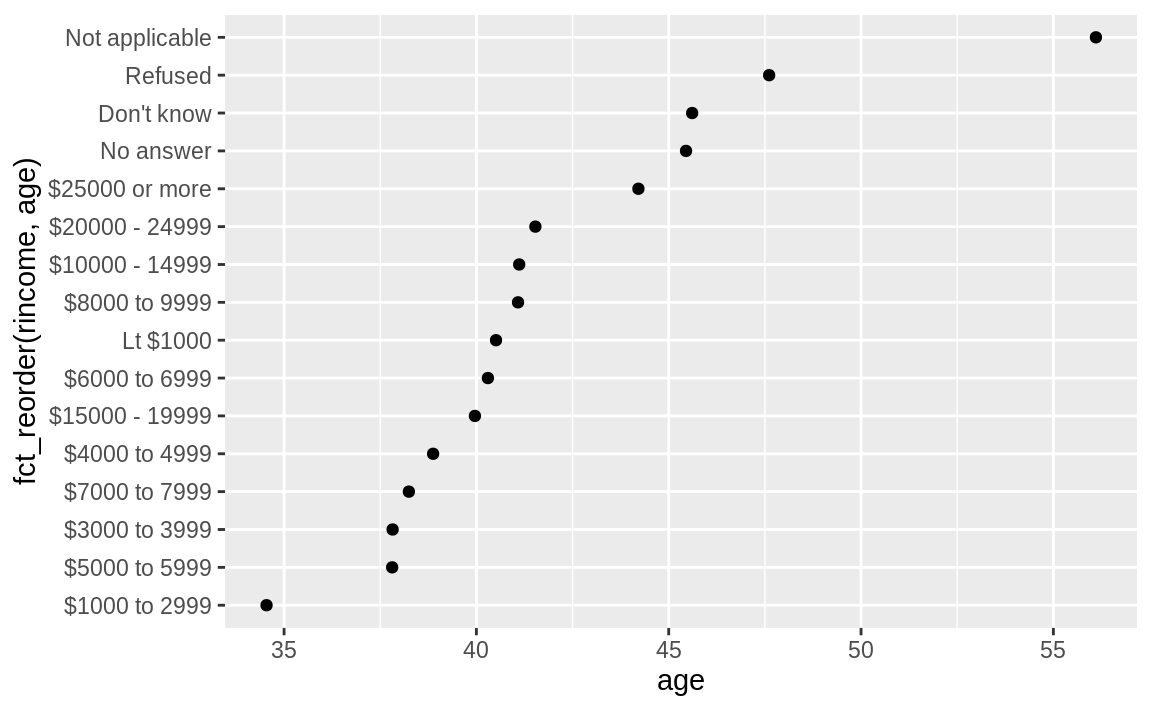 Not applicable
Refused
Don't know
No answer
$25000 or more
$20000 - 24999
$10000 - 14999
$8000 to 9999
Lt $1000
$6000 to 6999
$15000 - 19999
$4000 to 4999
$7000 to 7999
$3000 to 3999
$5000 to 5999
$1000 to 2999
fct_reorder(rincome, age)
35 40 45 50 55
age